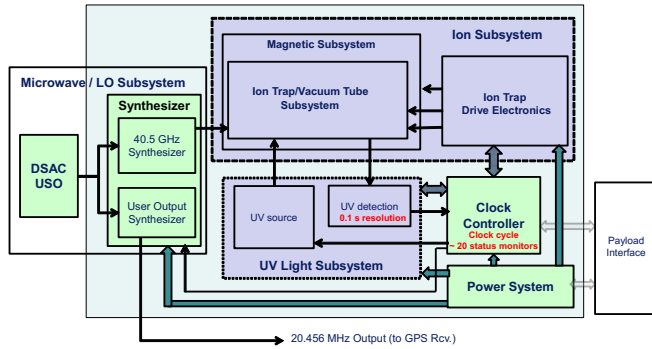 Ion Subsystem
Magnetic Subsystem
Microwave / LO Subsystem
Ion Trap/Vacuum Tube
Subsystem
Ion Trap
Drive Electronics
Synthesizer
40.5 GHz
Synthesizer
DSAC
USO
User Output
Synthesizer
UV source
UV detection
0.1 s resolution
UV Light Subsystem
Clock
Controller
Clock cycle
~ 20 status monitors
Payload
Interface
Power System
20.456 MHz Output (to GPS Rcv.)